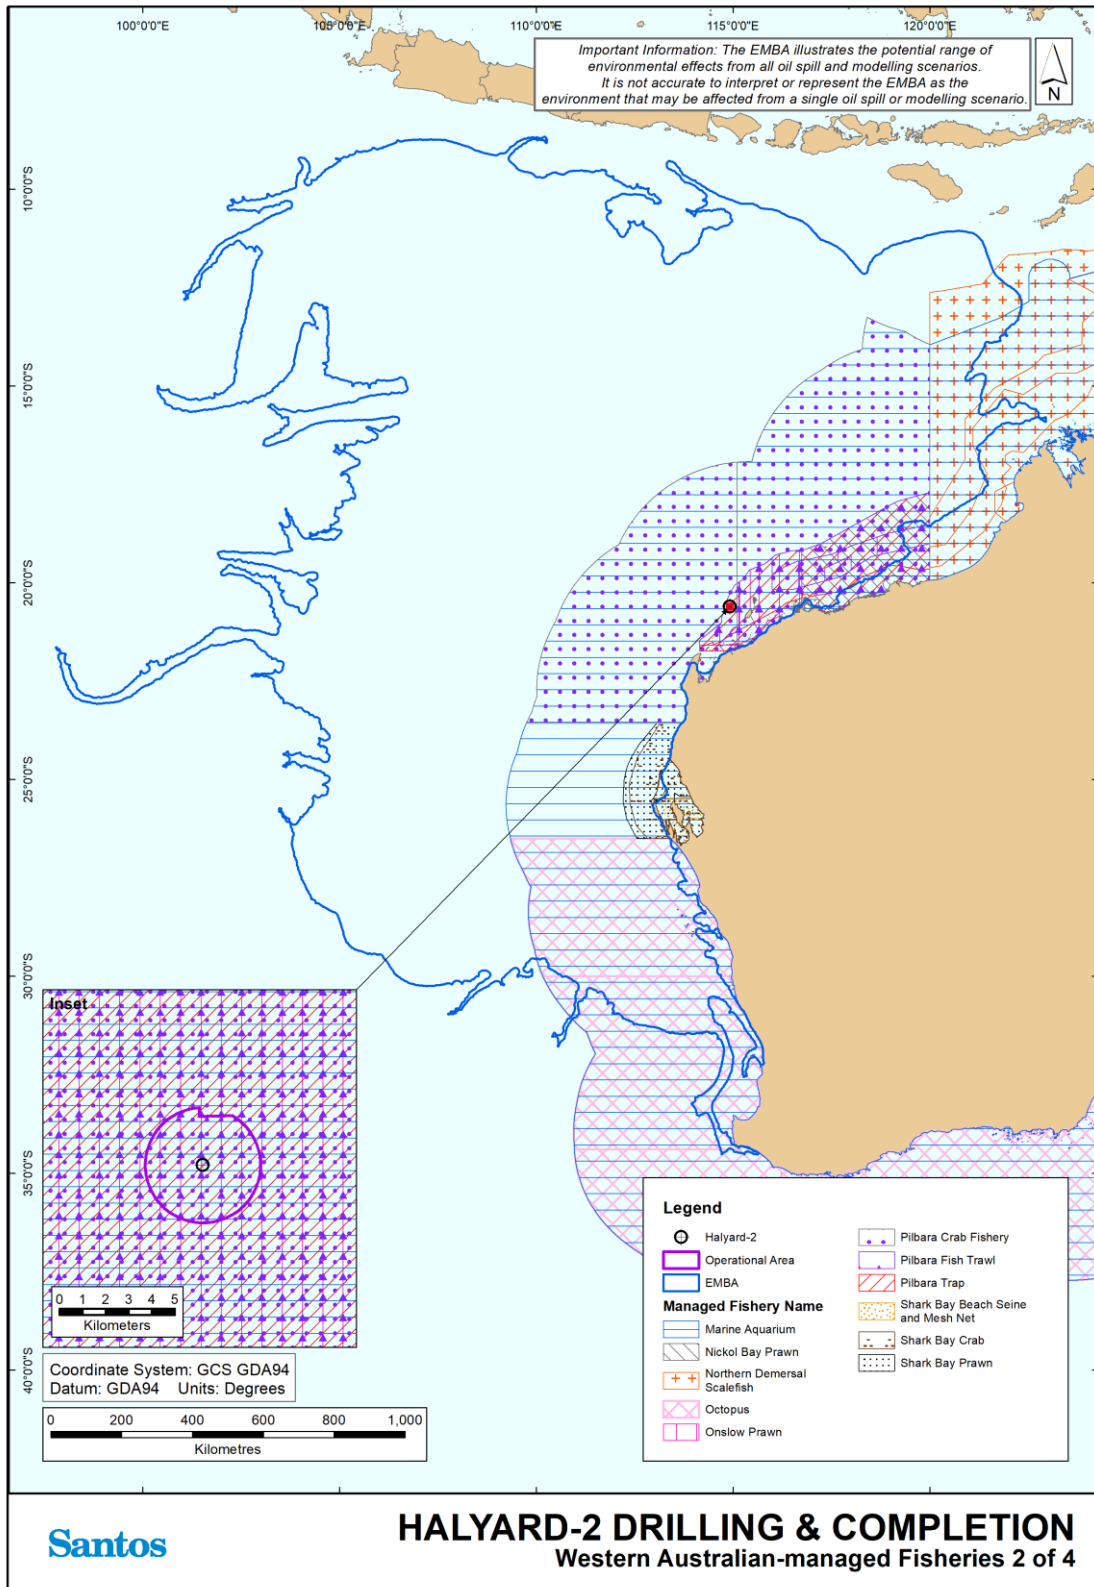 100°0'0"E 105°0'0"E 110°0'0"E 115°0'0"E 120°0'0"E
Important Information: The EMBA illustrates the potential range of
environmental effects from all oil spill and modelling scenarios.
It is not accurate to interpret or represent the EMBA as the
environment that may be affected from a single oil spill or modelling scenario.
N
10°0'0"S
15°0'0"S
20°0'0"S
25°0'0"S
30°0'0"S
35°0'0"S
40°0'0"S
Inset
0 1 2 3 4 5
Kilometers
Coordinate System: GCS GDA94
Datum: GDA94 Units: Degrees
0 200 400 600 800 1,000
Kilometres
Legend
Halyard-2
Operational Area
EMBA
Managed Fishery Name
Marine Aquarium
Nickol Bay Prawn
Northern Demersal
Scalefish
Octopus
Onslow Prawn
Pilbara Crab Fishery
Pilbara Fish Trawl
Pilbara Trap
Shark Bay Beach Seine
and Mesh Net
Shark Bay Crab
Shark Bay Prawn
Santos
HALYARD-2 DRILLING & COMPLETION
Western Australian-managed Fisheries 2 of 4